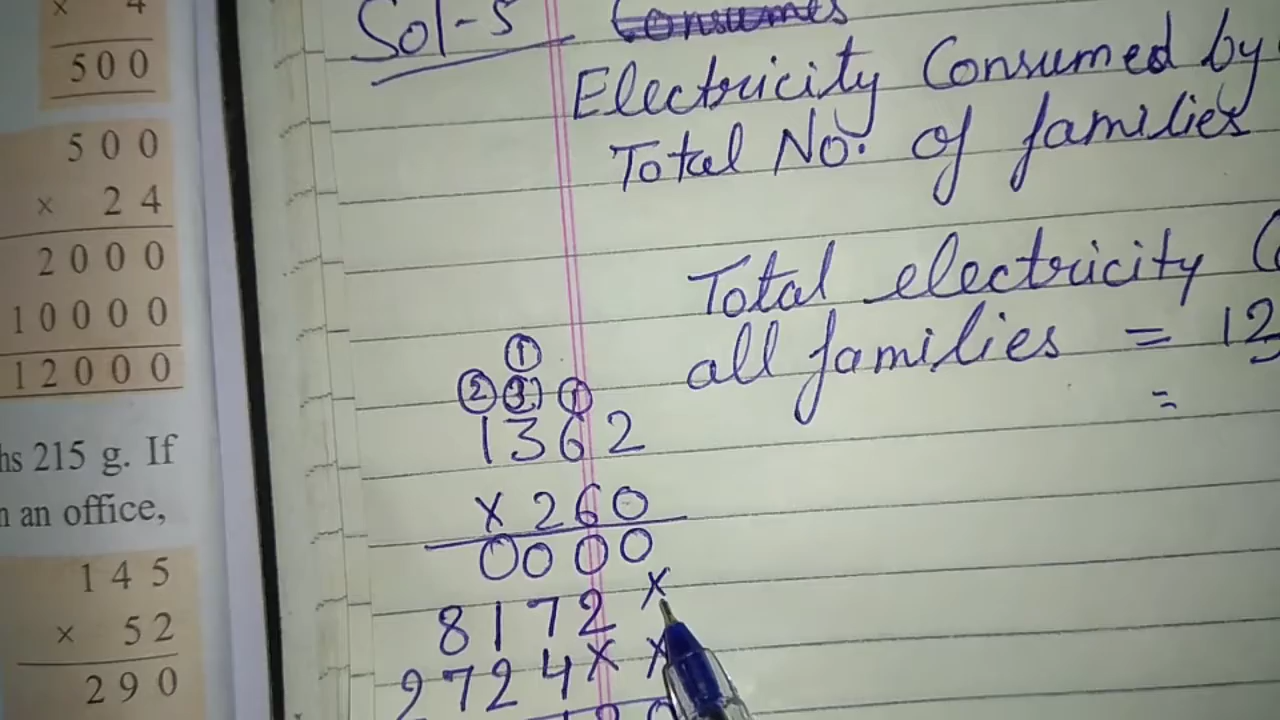 × 4
500
500
× 24
2000
10000
12000
hs 215 g. If
n an office,
145
× 52
290
Sol-5
Electricity Consumed by
Total No. of families
Total electricity
all families = 12
=
1
2 3 1
1362
× 260
0000
8172 ×
2724 × ×